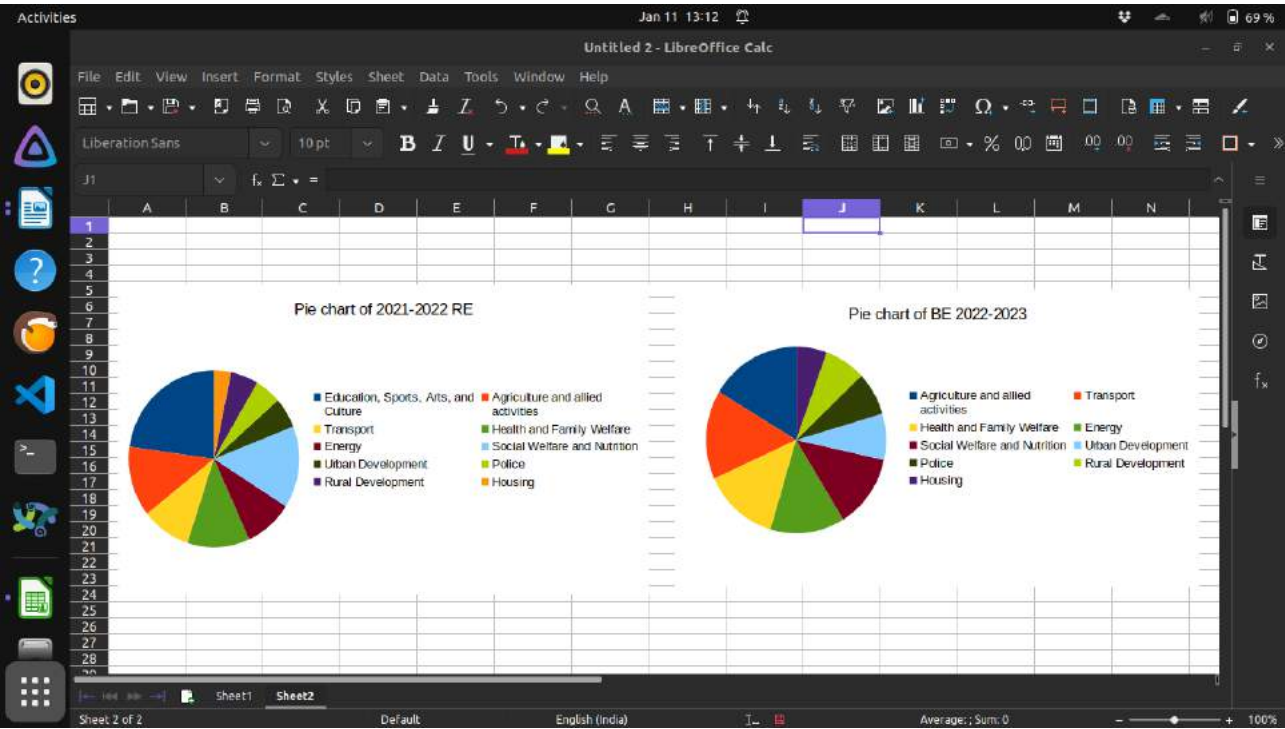 Activities
Jan 11 13:12
69 %
Untitled 2 - LibreOffice Calc
File Edit View Insert Format Styles Sheet Data Tools Window Help
Liberation Sans 10 pt B I U
J1
A B C D E F G H I J K L M N
1
2
3
4
5
6
7
8
9
10
11
12
13
14
15
16
17
18
19
20
21
22
23
24
25
26
27
28
Pie chart of 2021-2022 RE
Education, Sports, Arts, and
Culture
Agriculture and allied
activities
Transport
Health and Family Welfare
Energy
Social Welfare and Nutrition
Urban Development
Police
Rural Development
Housing
Pie chart of BE 2022-2023
Agriculture and allied
activities
Transport
Health and Family Welfare
Energy
Social Welfare and Nutrition
Urban Development
Police
Rural Development
Housing
Sheet1 Sheet2
Sheet 2 of 2 Default English (India) Average: ; Sum: 0 100%